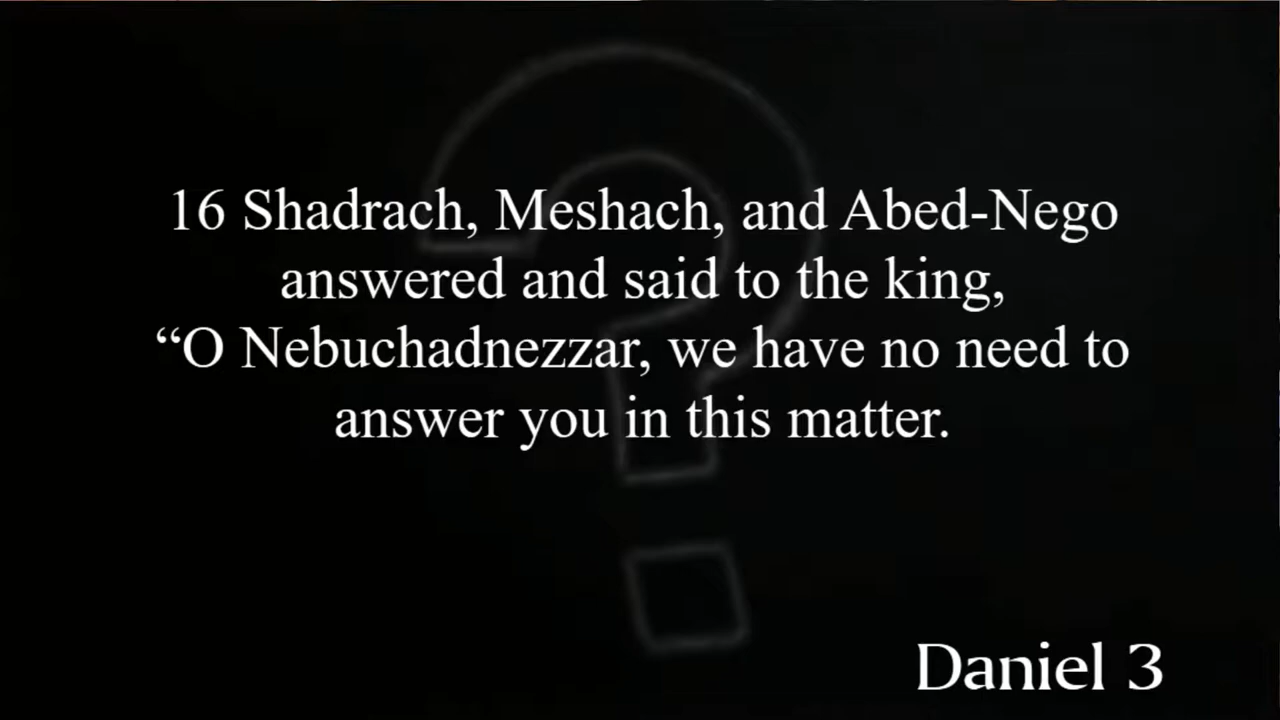 16 Shadrach, Meshach, and Abed-Nego
answered and said to the king,
“O Nebuchadnezzar, we have no need to
answer you in this matter.
Daniel 3